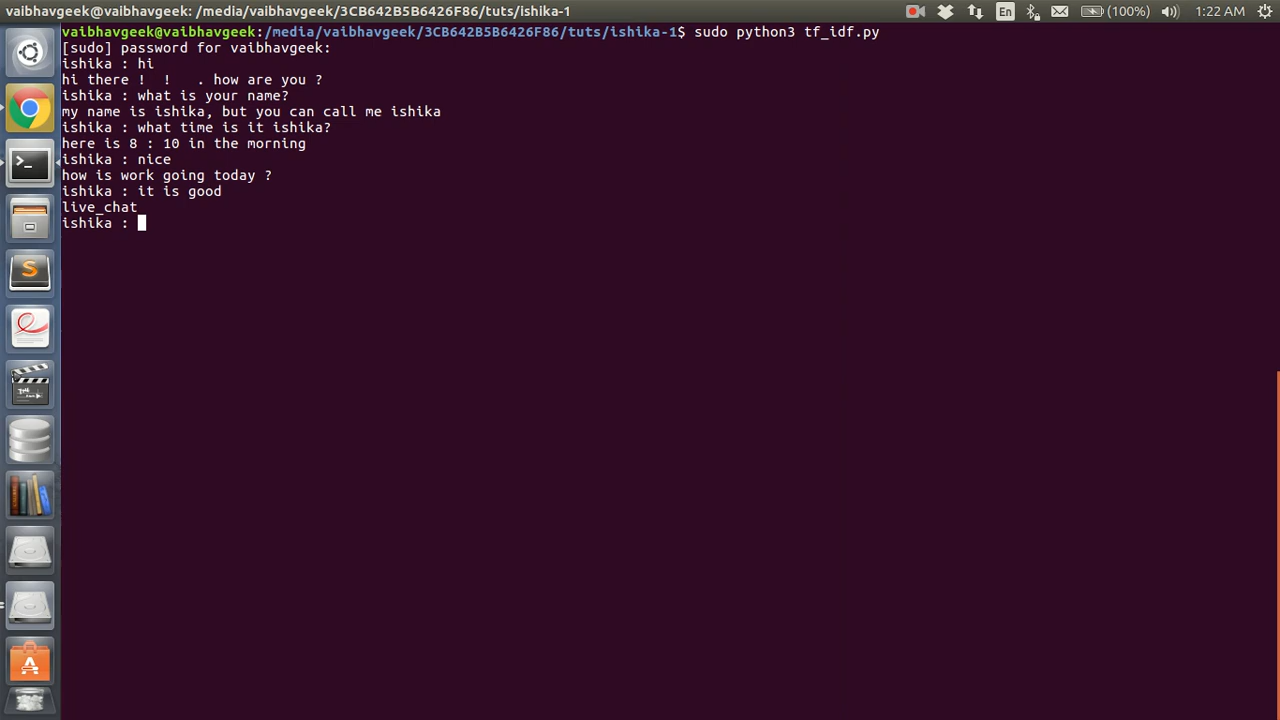 vaibhavgeek@vaibhavgeek: /media/vaibhavgeek/3CB642B5B6426F86/tuts/ishika-1
En
(100%)
1:22 AM
vaibhavgeek@vaibhavgeek:/media/vaibhavgeek/3CB642B5B6426F86/tuts/ishika-1$ sudo python3 tf_idf.py
[sudo] password for vaibhavgeek:
ishika : hi
hi there !  !   . how are you ?
ishika : what is your name?
my name is ishika, but you can call me ishika
ishika : what time is it ishika?
here is 8 : 10 in the morning
ishika : nice
how is work going today ?
ishika : it is good
live_chat
ishika :